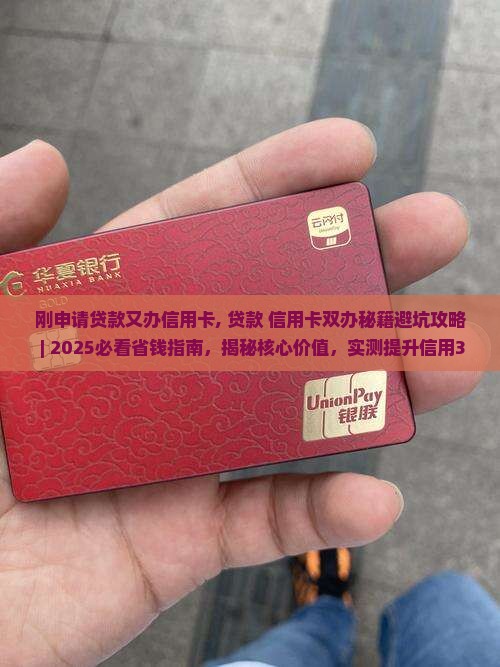 云闪付
UnionPay
华夏银行
HUAXIA BANK
GOLD
刚申请贷款又办信用卡, 贷款 信用卡双办秘籍避坑攻略
| 2025必看省钱指南，揭秘核心价值，实测提升信用3
UnionPay
银联